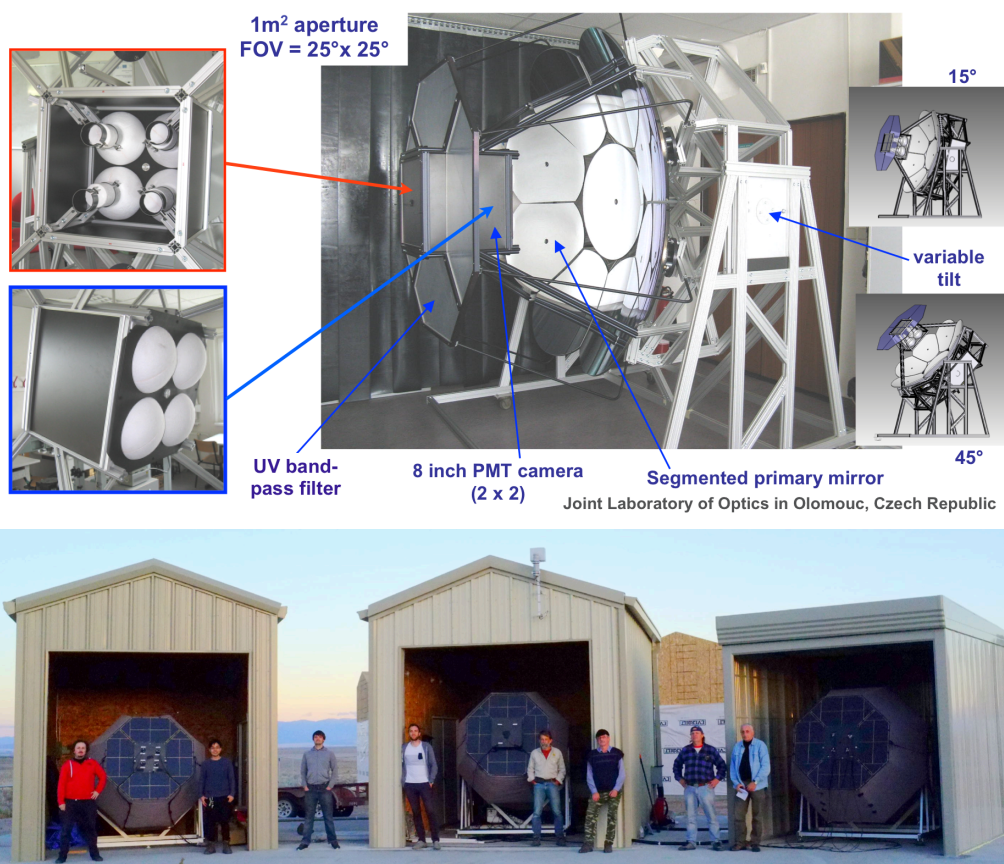 1m² aperture
FOV = 25°x 25°
15°
variable
tilt
45°
UV band-
pass filter
8 inch PMT camera
(2 x 2)
Segmented primary mirror
Joint Laboratory of Optics in Olomouc, Czech Republic